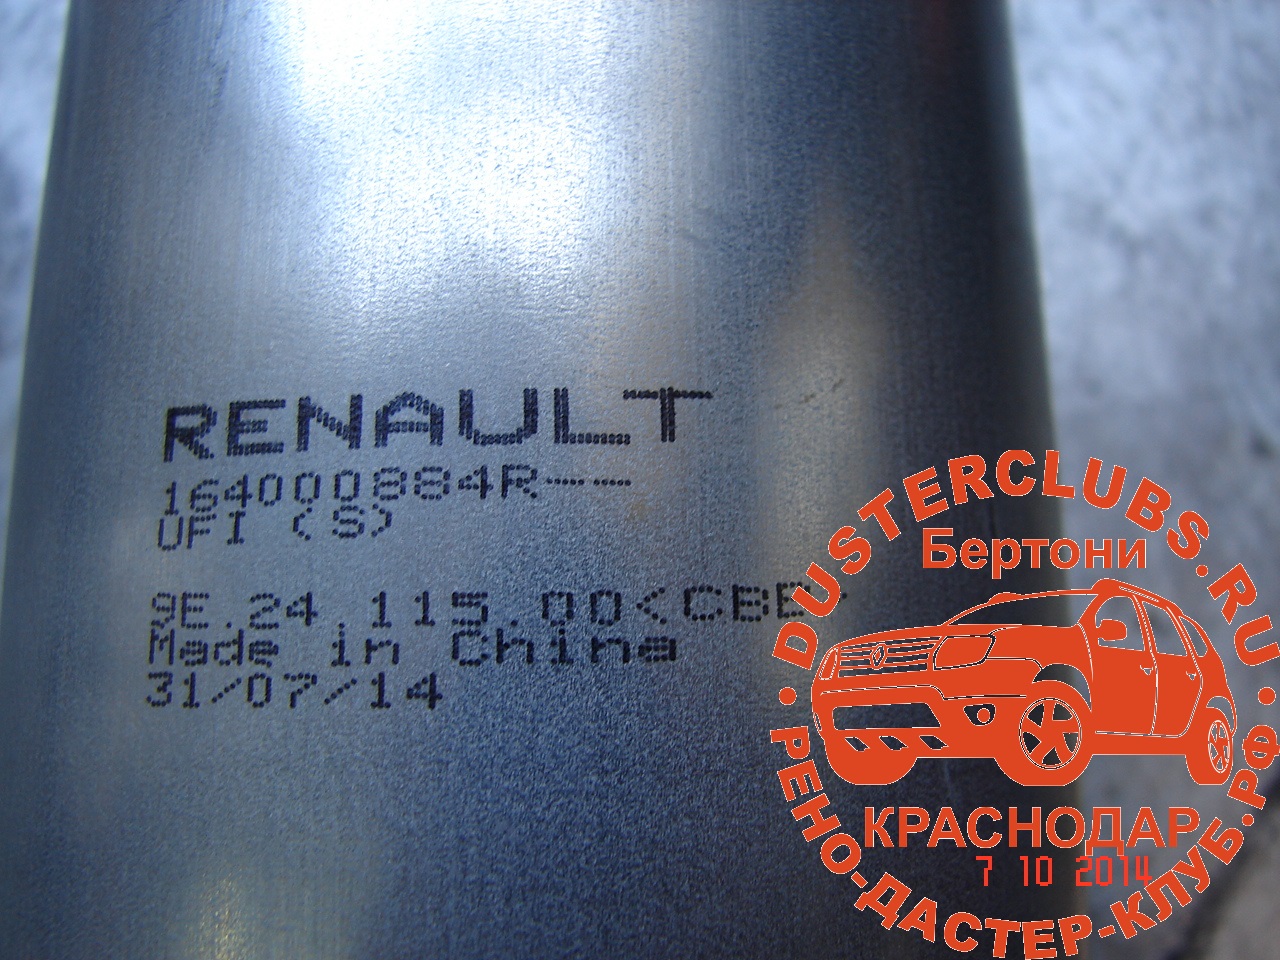 RENAULT
164000884R---
UFI (S)
9E.24.115.00<CBE
Made in China
31/07/14
DUSTERCLUBS.RU
Бертони
КРАСНОДАР
7 10 2014
· РЕНО-ДАСТЕР-КЛУБ.РФ ·